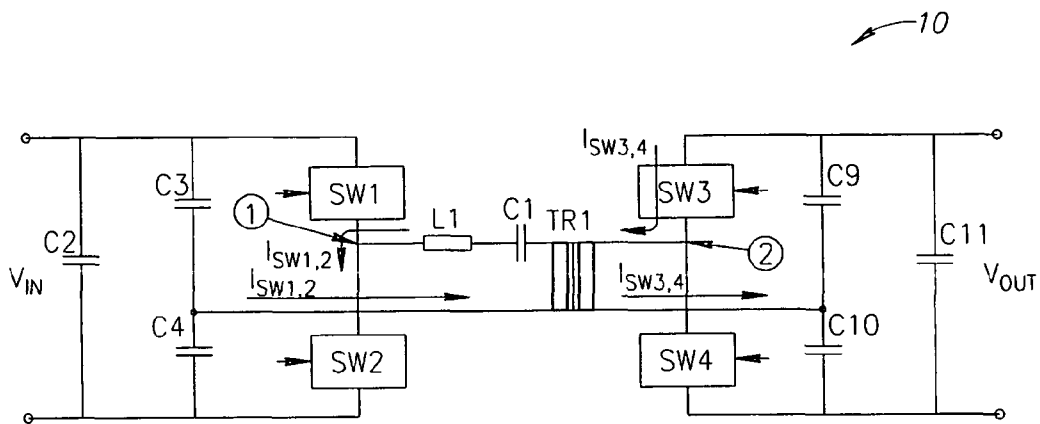 10
I_SW3,4
C3
SW1
SW3
C9
1
L1
C1
TR1
C2
I_SW1,2
2
C11
V_IN
I_SW1,2
I_SW3,4
V_OUT
C4
SW2
SW4
C10